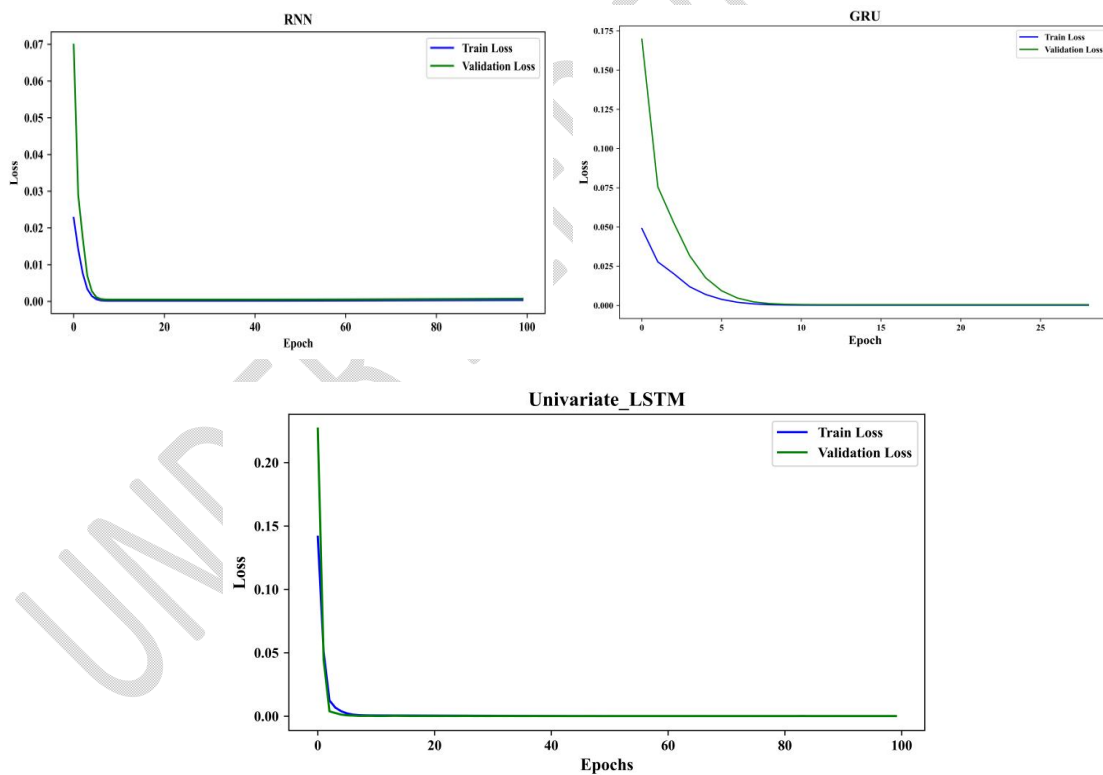 RNN
Train Loss
Validation Loss
0.07
0.06
0.05
0.04
0.03
0.02
0.01
0.00
Loss
0 20 40 60 80 100
Epoch
GRU
Train Loss
Validation Loss
0.175
0.150
0.125
0.100
0.075
0.050
0.025
0.000
Loss
0 5 10 15 20 25
Epoch
Univariate_LSTM
Train Loss
Validation Loss
0.20
0.15
0.10
0.05
0.00
Loss
0 20 40 60 80 100
Epochs